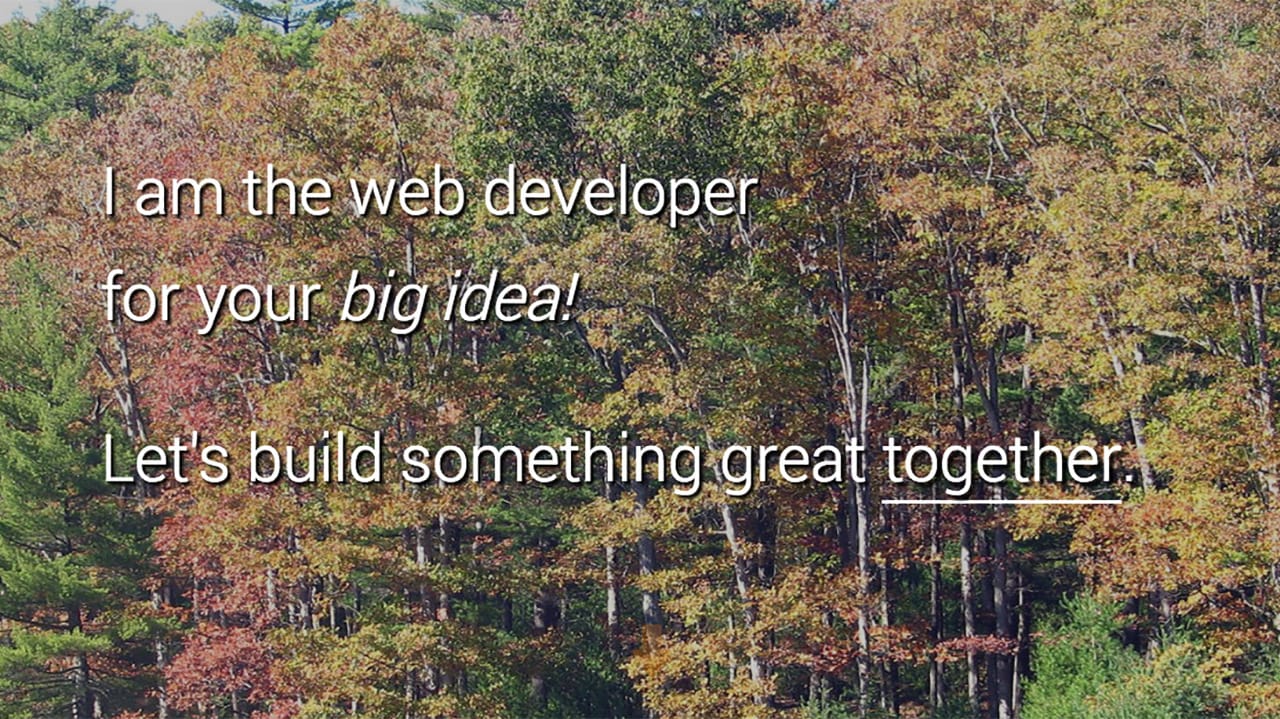 I am the web developer
for your big idea!
Let's build something great together.